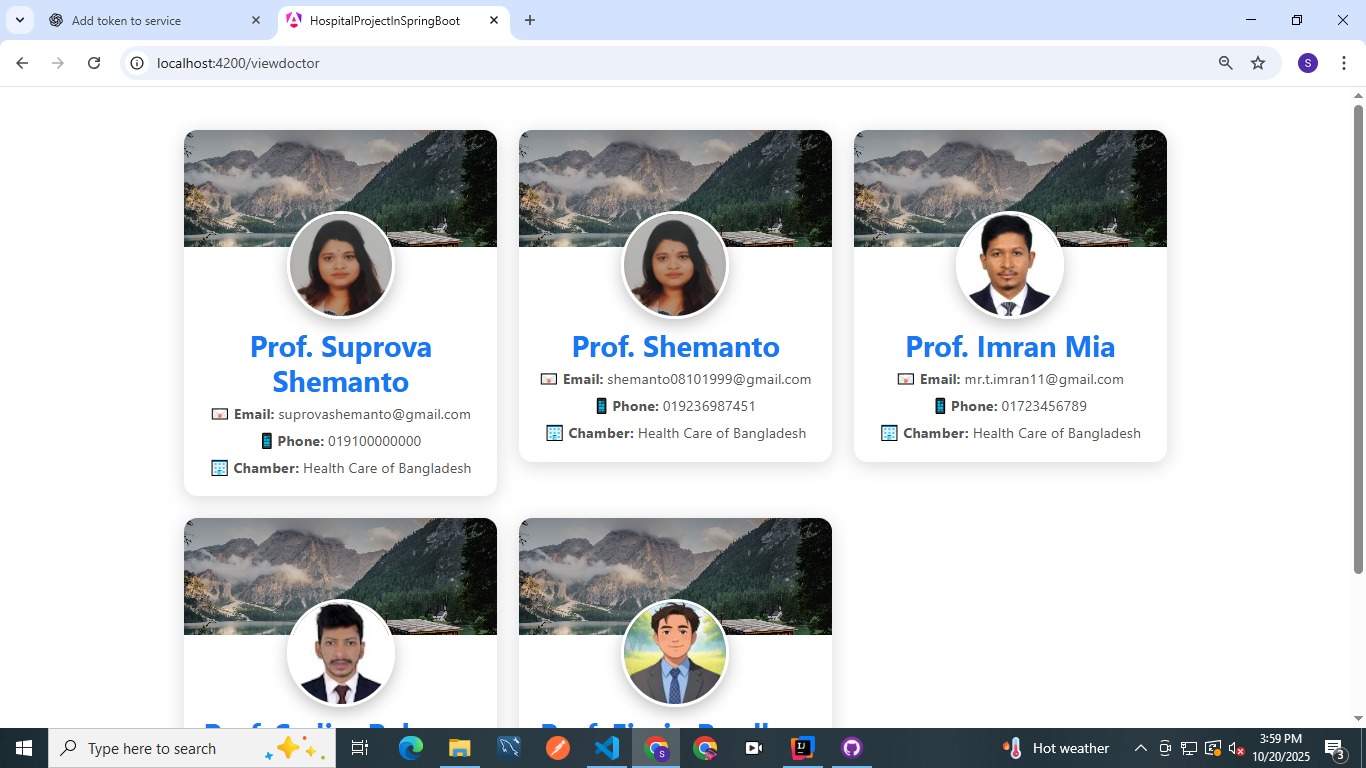 Add token to service
HospitalProjectInSpringBoot
localhost:4200/viewdoctor
S
Prof. Suprova
Shemanto
Email: suprovashemanto@gmail.com
Phone: 019100000000
Chamber: Health Care of Bangladesh
Prof. Shemanto
Email: shemanto08101999@gmail.com
Phone: 019236987451
Chamber: Health Care of Bangladesh
Prof. Imran Mia
Email: mr.t.imran11@gmail.com
Phone: 01723456789
Chamber: Health Care of Bangladesh
Prof.
Prof.
Type here to search
S
Hot weather
3:59 PM
10/20/2025
3